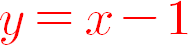 y = x − 1